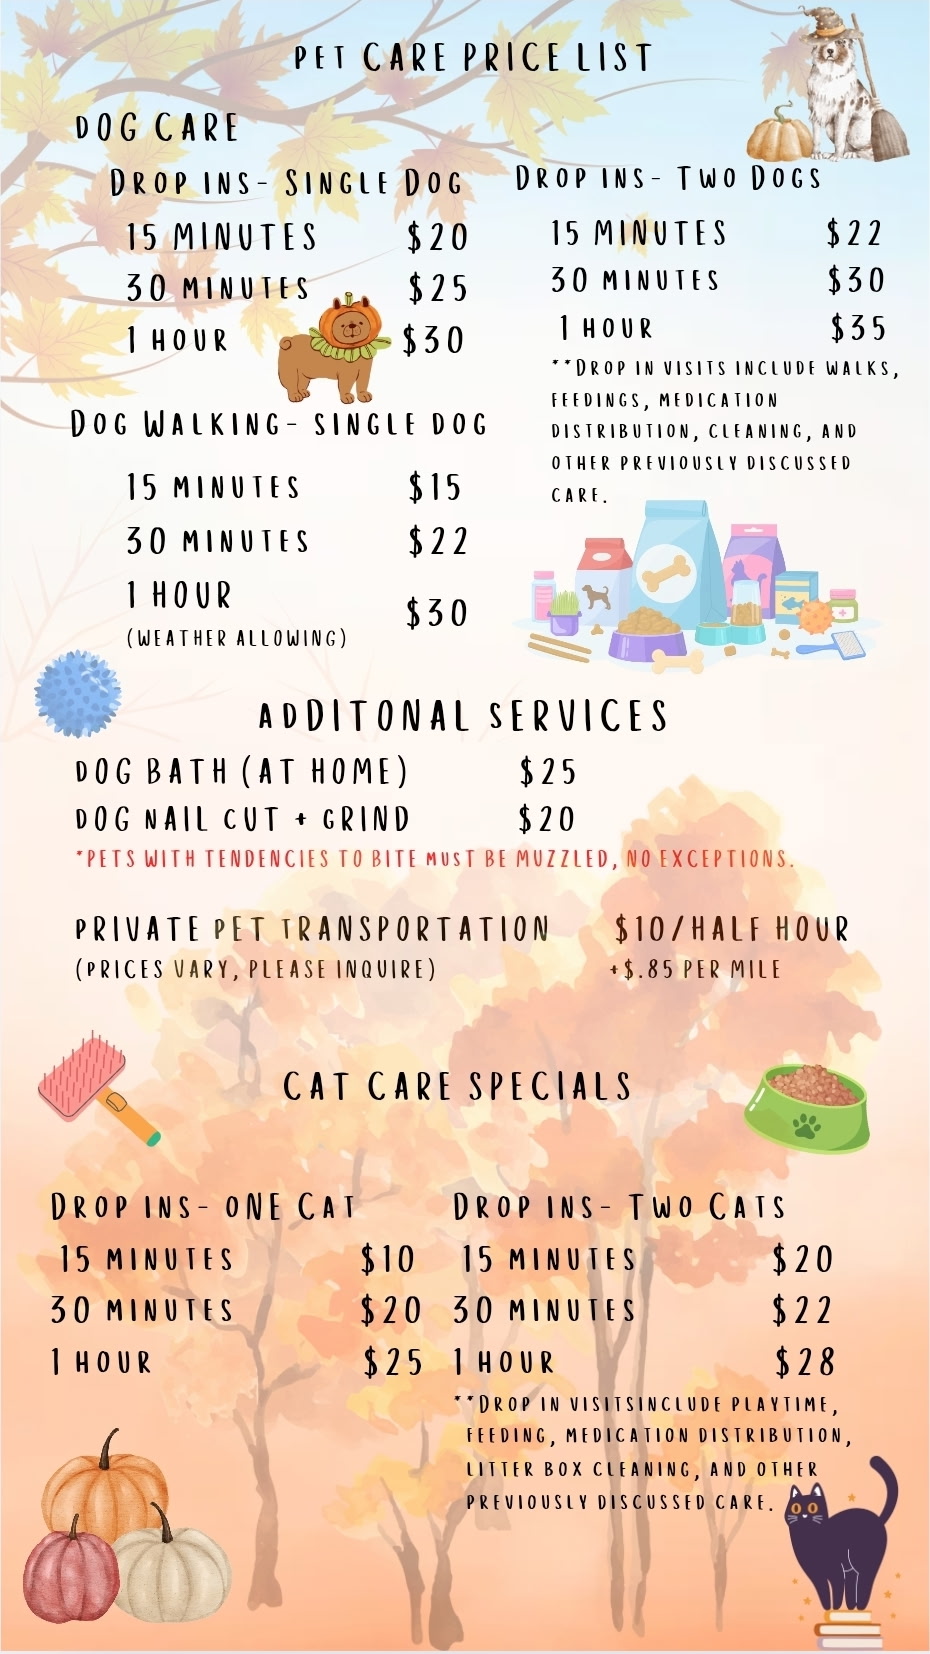 PET CARE PRICE LIST
DOG CARE
DROP INS- SINGLE DOG
15 MINUTES $20
30 MINUTES $25
1 HOUR $30
DROP INS- TWO DOGS
15 MINUTES $22
30 MINUTES $30
1 HOUR $35
**DROP IN VISITS INCLUDE WALKS,
FEEDINGS, MEDICATION
DISTRIBUTION, CLEANING, AND
OTHER PREVIOUSLY DISCUSSED
CARE.
DOG WALKING- SINGLE DOG
15 MINUTES $15
30 MINUTES $22
1 HOUR $30
(WEATHER ALLOWING)
ADDITONAL SERVICES
DOG BATH (AT HOME) $25
DOG NAIL CUT + GRIND $20
*PETS WITH TENDENCIES TO BITE MUST BE MUZZLED, NO EXCEPTIONS.
PRIVATE PET TRANSPORTATION $10/HALF HOUR
(PRICES VARY, PLEASE INQUIRE) +$.85 PER MILE
CAT CARE SPECIALS
DROP INS- ONE CAT
15 MINUTES $10
30 MINUTES $20
1 HOUR $25
DROP INS- TWO CATS
15 MINUTES $20
30 MINUTES $22
1 HOUR $28
**DROP IN VISITSINCLUDE PLAYTIME,
FEEDING, MEDICATION DISTRIBUTION,
LITTER BOX CLEANING, AND OTHER
PREVIOUSLY DISCUSSED CARE.